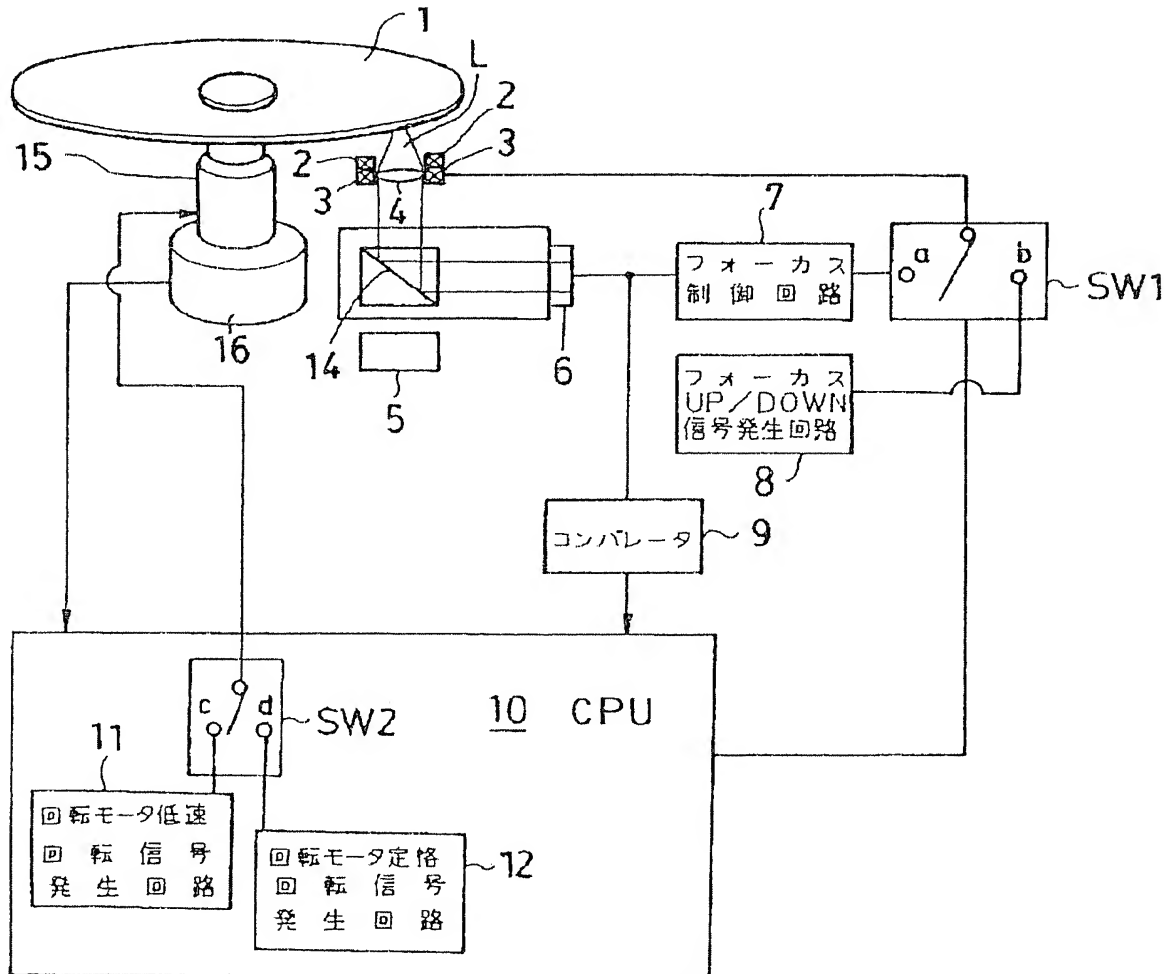 1
L
2
15
2
3
3
4
7
フォーカス
制御回路
a
b
SW1
16
14
5
6
フォーカス
UP/DOWN
信号発生回路
8
コンパレータ
9
10 CPU
c
d
SW2
11
回転モータ低速
回転信号
発生回路
回転モータ定格
回転信号
発生回路
12